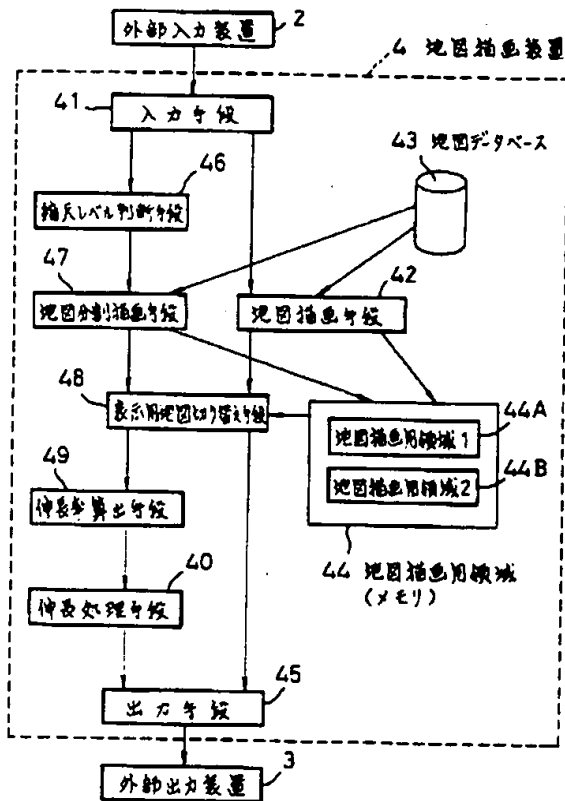 外部入力装置
2
4 地図描画装置
41
入力手段
43 地図データベース
46
縮尺レベル判断手段
47
42
地図分割描画手段
地図描画手段
48
44A
表示用地図切り替え手段
地図描画用領域1
44B
地図描画用領域2
49
伸長率算出手段
44 地図描画用領域
(メモリ)
40
伸長処理手段
45
出力手段
3
外部出力装置